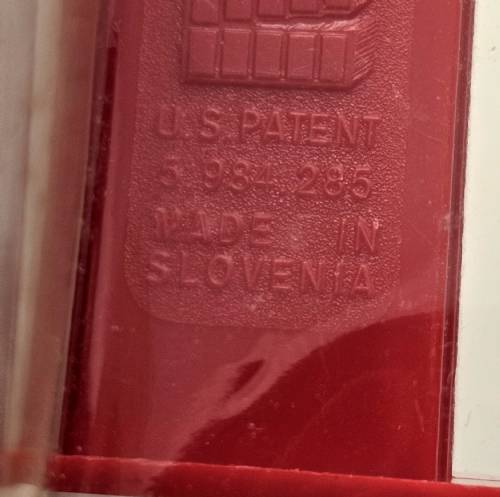 U.S. PATENT
5 984 285
MADE IN
SLOVENIA